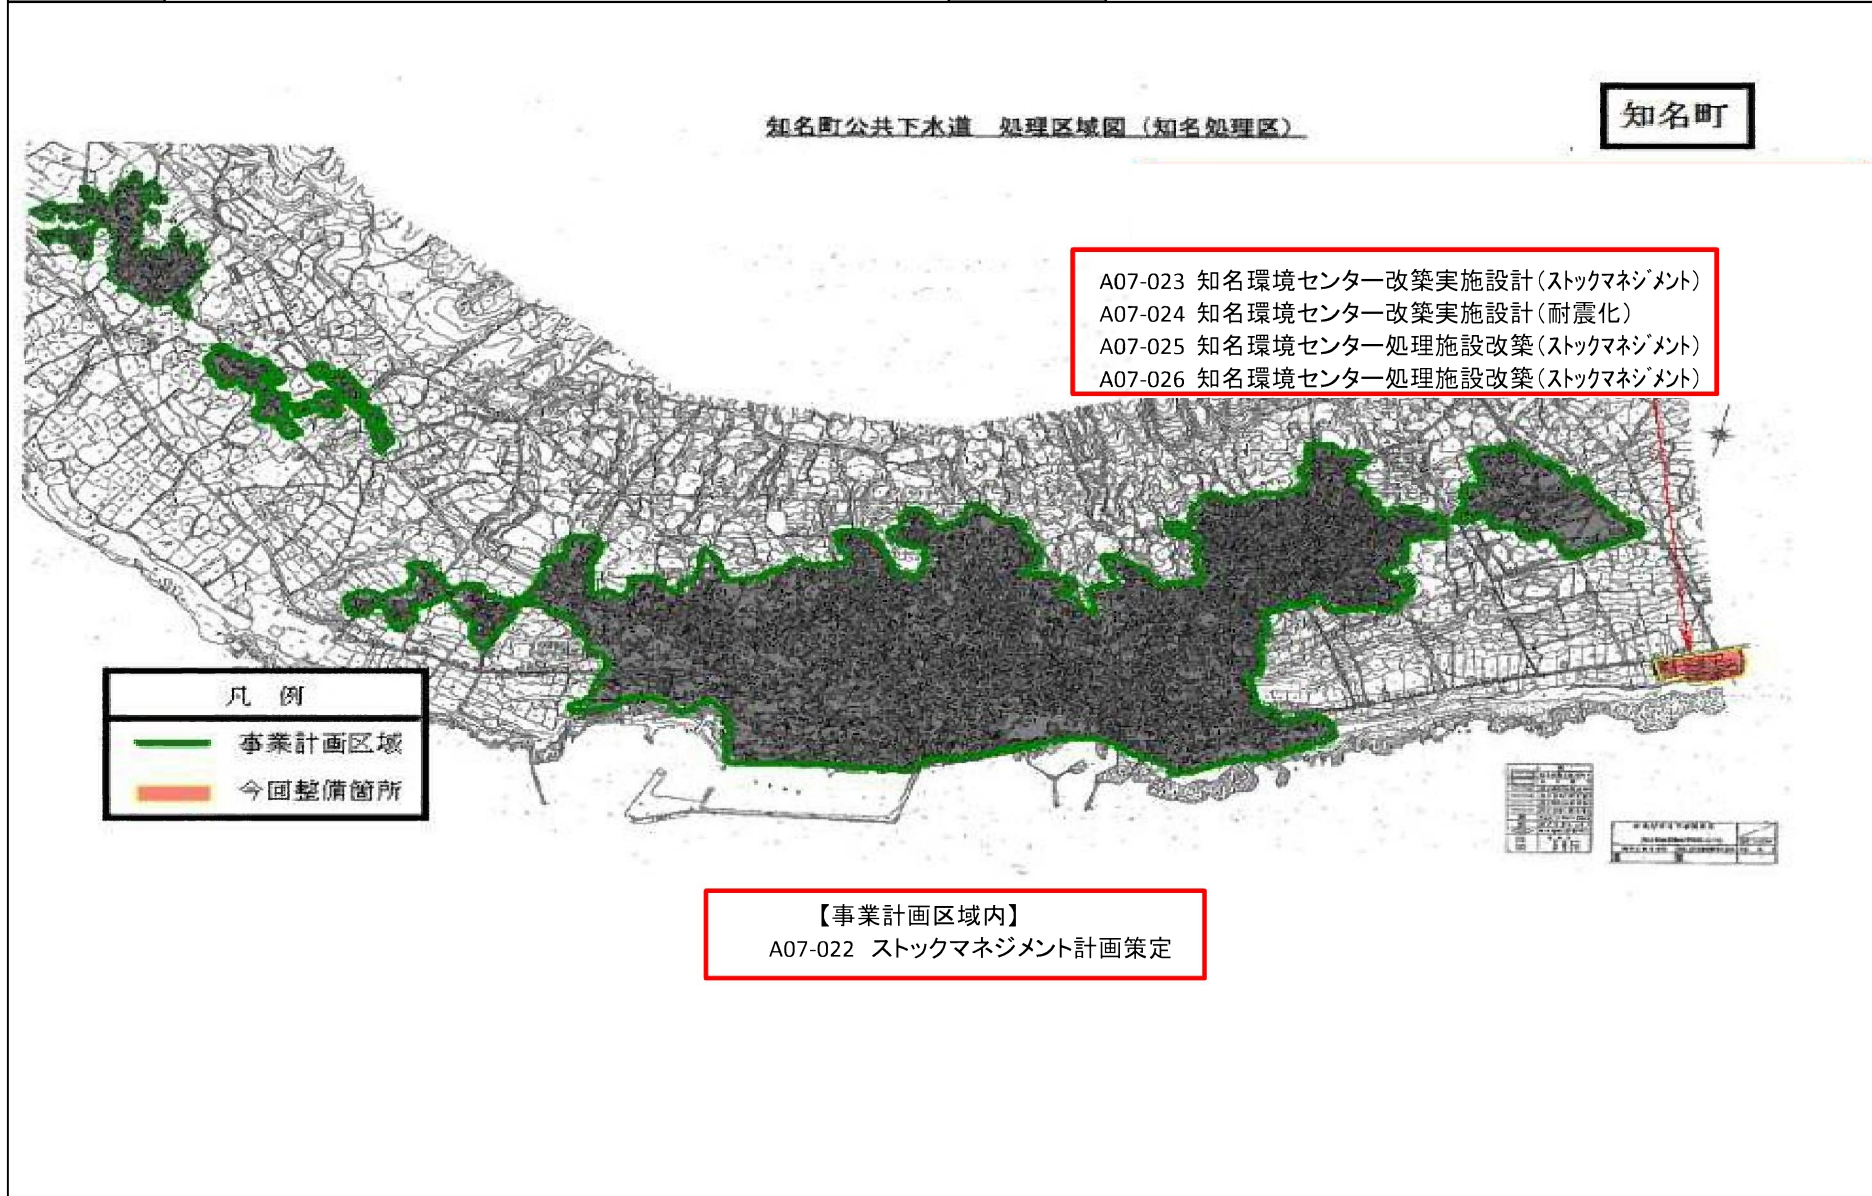 知名町公共下水道 処理区域図（知名処理区）
知名町
A07-023 知名環境センター改築実施設計(ストックマネジメント)
A07-024 知名環境センター改築実施設計(耐震化)
A07-025 知名環境センター処理施設改築(ストックマネジメント)
A07-026 知名環境センター処理施設改築(ストックマネジメント)
凡 例
事業計画区域
今回整備箇所
【事業計画区域内】
A07-022 ストックマネジメント計画策定